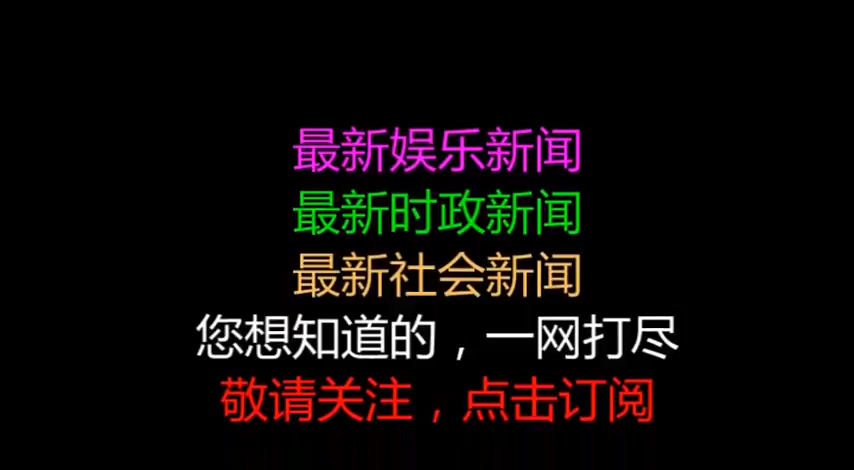 最新娱乐新闻
最新时政新闻
最新社会新闻
您想知道的，一网打尽
敬请关注，点击订阅